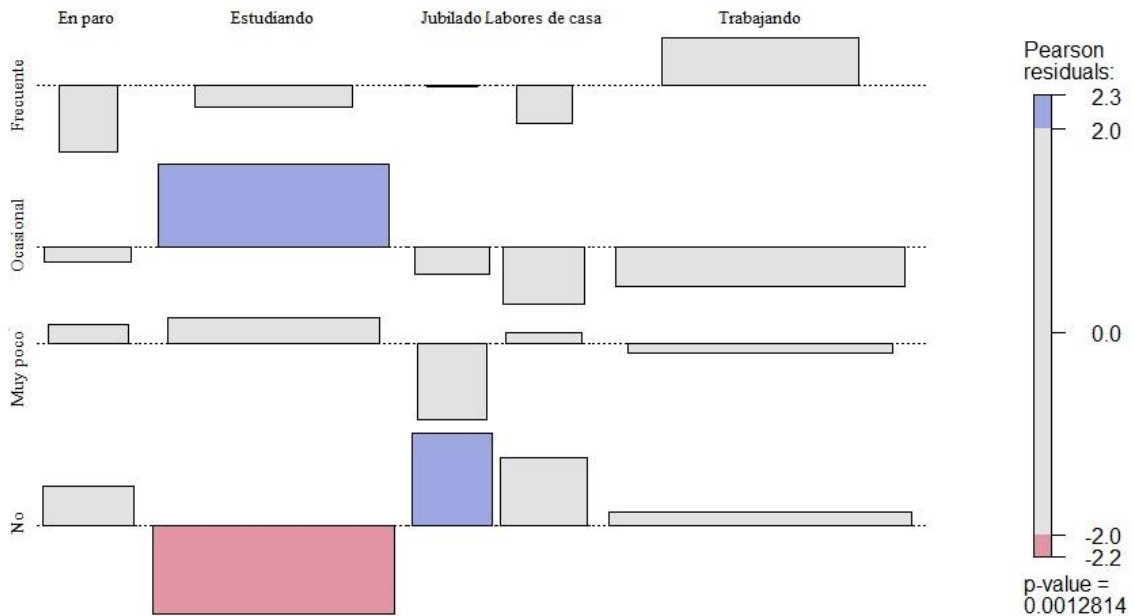 En paro Estudiando Jubilado Labores de casa Trabajando
Frecuente
Ocasional
Muy poco
No
Pearson
residuals:
2.3
2.0
0.0
-2.0
-2.2
p-value =
0.0012814